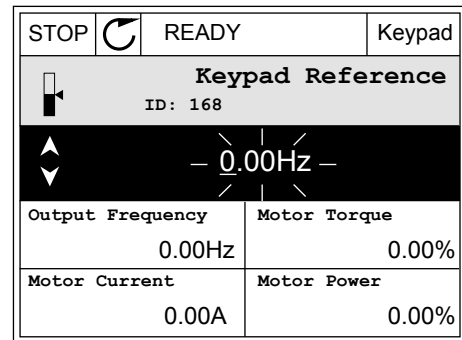 STOP READY Keypad
Keypad Reference
ID: 168
0.00Hz
Output Frequency Motor Torque
0.00Hz 0.00%
Motor Current Motor Power
0.00A 0.00%